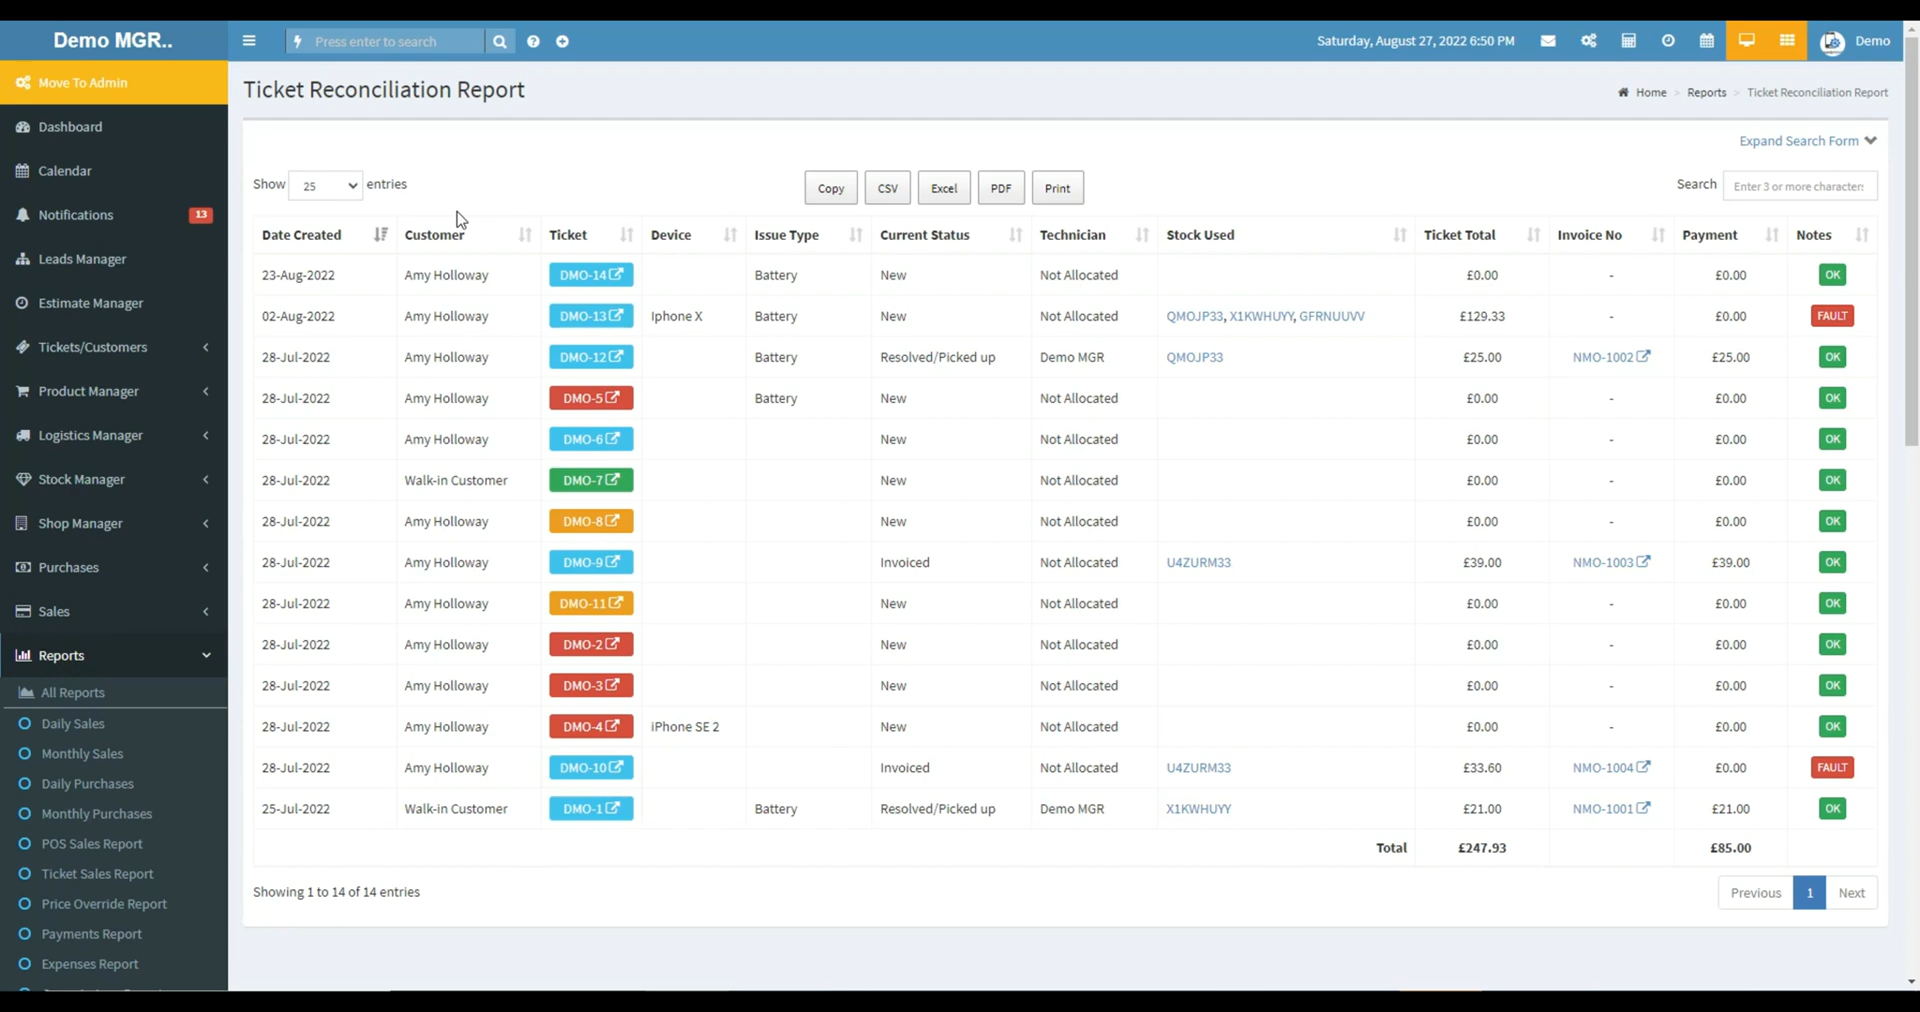 Demo MGR..
Press enter to search
Saturday, August 27, 2022 6:50 PM
Demo
Move To Admin
Dashboard
Calendar
Notifications 13
Leads Manager
Estimate Manager
Tickets/Customers
Product Manager
Logistics Manager
Stock Manager
Shop Manager
Purchases
Sales
Reports
All Reports
Daily Sales
Monthly Sales
Daily Purchases
Monthly Purchases
POS Sales Report
Ticket Sales Report
Price Override Report
Payments Report
Expenses Report
Ticket Reconciliation Report
Home > Reports > Ticket Reconciliation Report
Expand Search Form
Show 25 entries
Copy CSV Excel PDF Print
Search Enter 3 or more characters
Date Created Customer Ticket Device Issue Type Current Status Technician Stock Used Ticket Total Invoice No Payment Notes
23-Aug-2022 Amy Holloway DMO-14 Battery New Not Allocated £0.00 - £0.00 OK
02-Aug-2022 Amy Holloway DMO-13 Iphone X Battery New Not Allocated QMOJP33, X1KWHUYY, GFRNUUVV £129.33 - £0.00 FAULT
28-Jul-2022 Amy Holloway DMO-12 Battery Resolved/Picked up Demo MGR QMOJP33 £25.00 NMO-1002 £25.00 OK
28-Jul-2022 Amy Holloway DMO-5 Battery New Not Allocated £0.00 - £0.00 OK
28-Jul-2022 Amy Holloway DMO-6 New Not Allocated £0.00 - £0.00 OK
28-Jul-2022 Walk-in Customer DMO-7 New Not Allocated £0.00 - £0.00 OK
28-Jul-2022 Amy Holloway DMO-8 New Not Allocated £0.00 - £0.00 OK
28-Jul-2022 Amy Holloway DMO-9 Invoiced Not Allocated U4ZURM33 £39.00 NMO-1003 £39.00 OK
28-Jul-2022 Amy Holloway DMO-11 New Not Allocated £0.00 - £0.00 OK
28-Jul-2022 Amy Holloway DMO-2 New Not Allocated £0.00 - £0.00 OK
28-Jul-2022 Amy Holloway DMO-3 New Not Allocated £0.00 - £0.00 OK
28-Jul-2022 Amy Holloway DMO-4 iPhone SE 2 New Not Allocated £0.00 - £0.00 OK
28-Jul-2022 Amy Holloway DMO-10 Invoiced Not Allocated U4ZURM33 £33.60 NMO-1004 £0.00 FAULT
25-Jul-2022 Walk-in Customer DMO-1 Battery Resolved/Picked up Demo MGR X1KWHUYY £21.00 NMO-1001 £21.00 OK
Total £247.93 £85.00
Showing 1 to 14 of 14 entries
Previous 1 Next